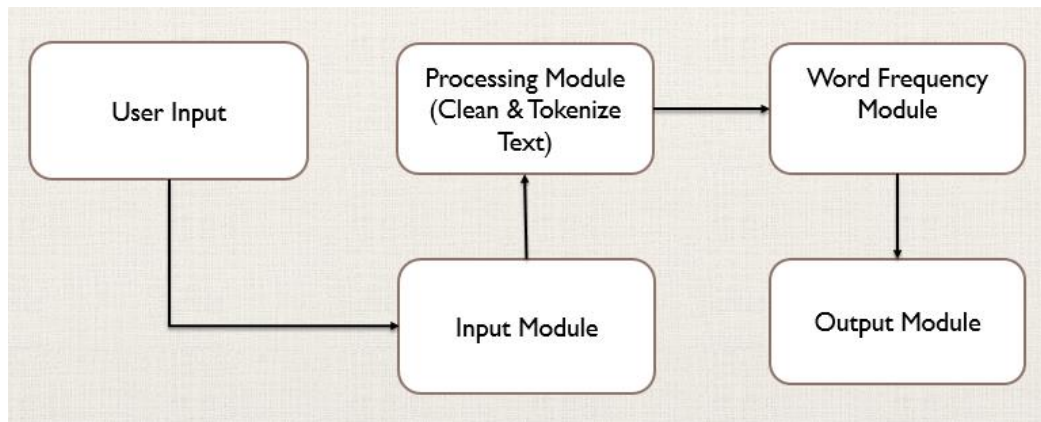 User Input
Processing Module
(Clean & Tokenize
Text)
Word Frequency
Module
Input Module
Output Module